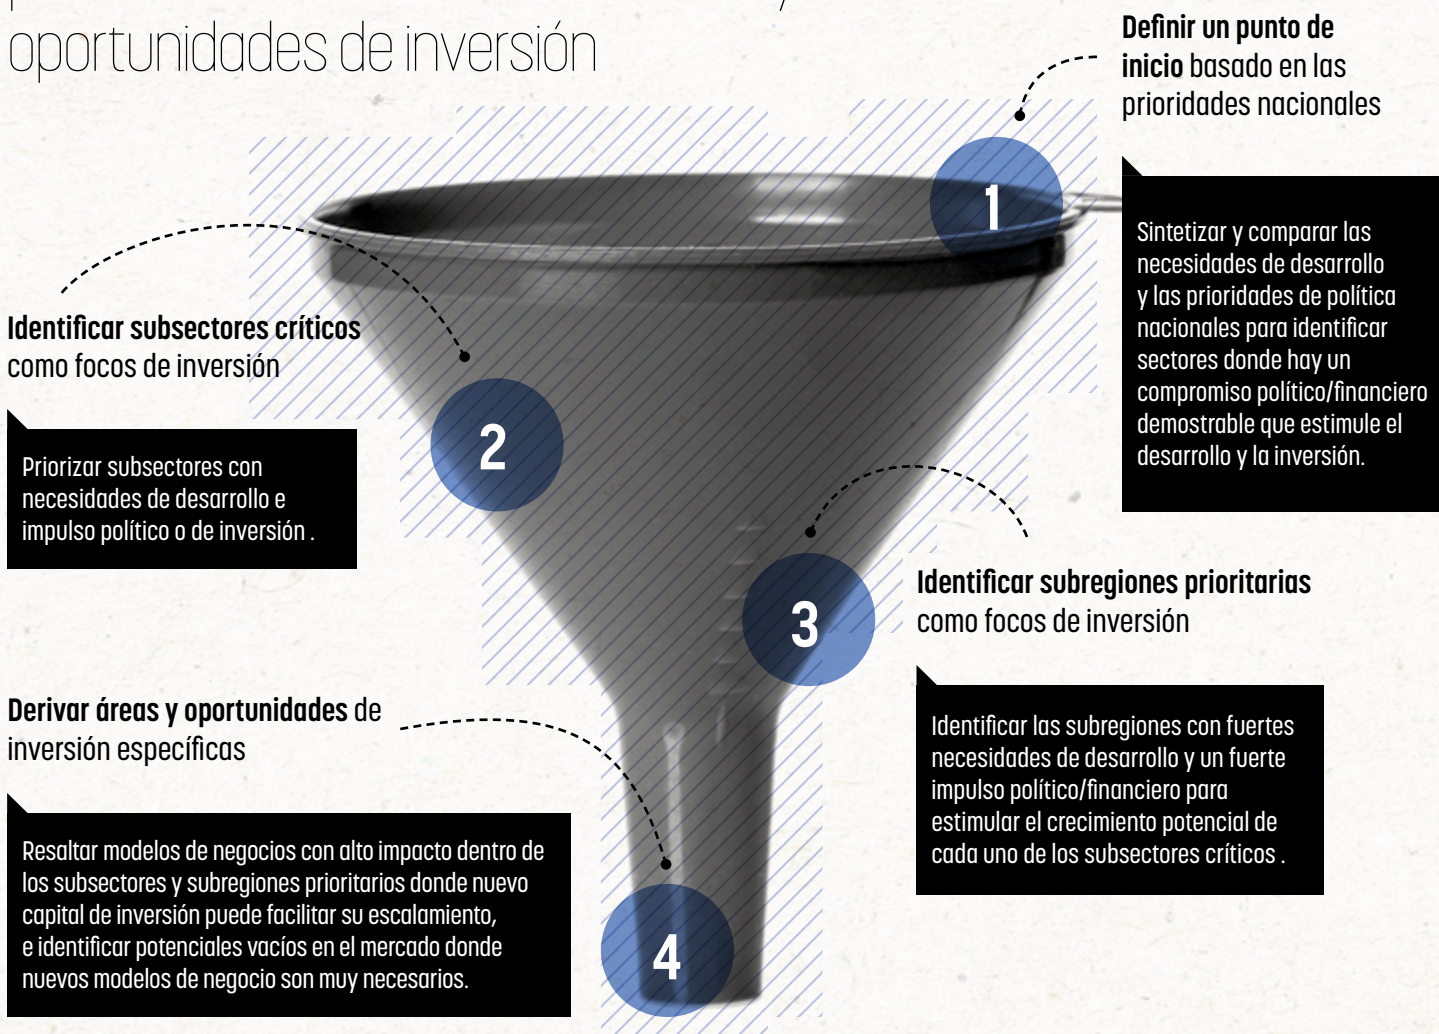 oportunidades de inversión
Definir un punto de
inicio basado en las
prioridades nacionales
1
Sintetizar y comparar las
necesidades de desarrollo
y las prioridades de política
nacionales para identificar
sectores donde hay un
compromiso político/financiero
demostrable que estimule el
desarrollo y la inversión.
Identificar subsectores críticos
como focos de inversión
2
Priorizar subsectores con
necesidades de desarrollo e
impulso político o de inversión .
3
Identificar subregiones prioritarias
como focos de inversión
Identificar las subregiones con fuertes
necesidades de desarrollo y un fuerte
impulso político/financiero para
estimular el crecimiento potencial de
cada uno de los subsectores críticos .
Derivar áreas y oportunidades de
inversión específicas
4
Resaltar modelos de negocios con alto impacto dentro de
los subsectores y subregiones prioritarios donde nuevo
capital de inversión puede facilitar su escalamiento,
e identificar potenciales vacíos en el mercado donde
nuevos modelos de negocio son muy necesarios.